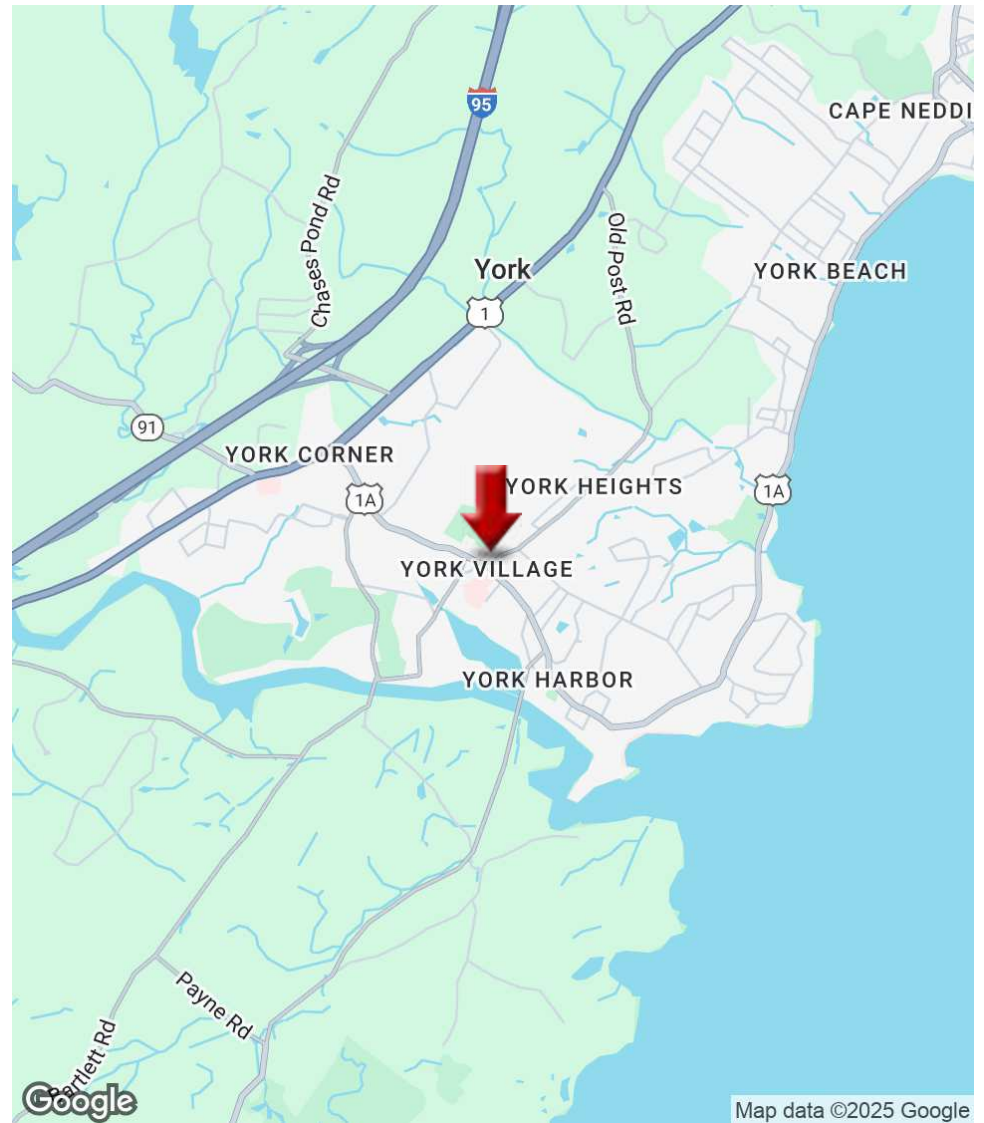 95
CAPE NEDDI
Chases Pond Rd
Old Post Rd
York
YORK BEACH
1
91
YORK CORNER
1A
YORK HEIGHTS
1A
YORK VILLAGE
YORK HARBOR
Payne Rd
Bartlett Rd
Google
Map data ©2025 Google